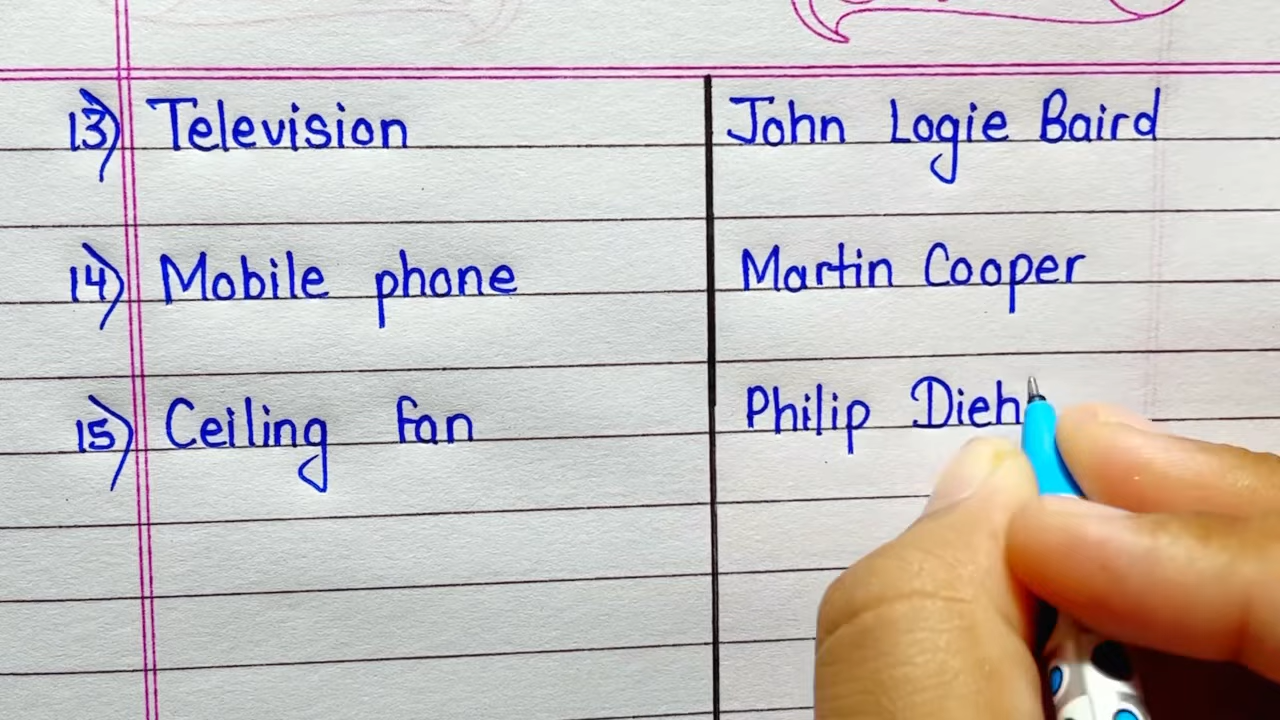 13) Television John Logie Baird
14) Mobile phone Martin Cooper
15) Ceiling fan Philip Dieh